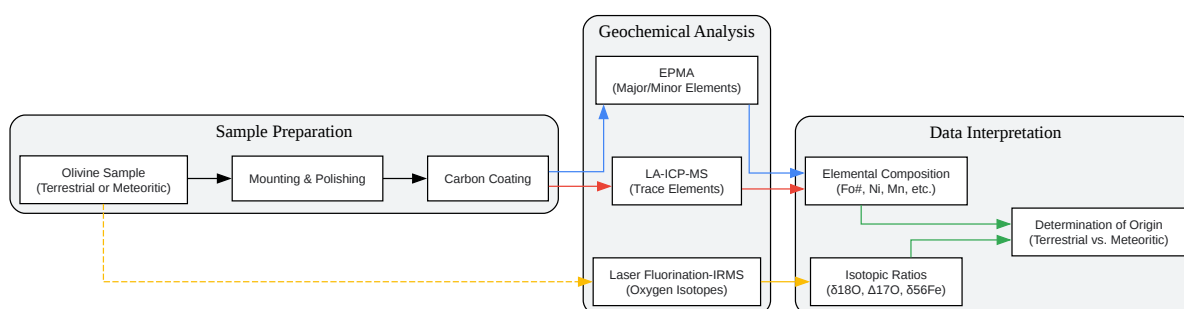 Sample Preparation
Olivine Sample
(Terrestrial or Meteoritic)
Mounting & Polishing
Carbon Coating
Geochemical Analysis
EPMA
(Major/Minor Elements)
LA-ICP-MS
(Trace Elements)
Laser Fluorination-IRMS
(Oxygen Isotopes)
Data Interpretation
Elemental Composition
(Fo#, Ni, Mn, etc.)
Isotopic Ratios
(δ18O, Δ17O, δ56Fe)
Determination of Origin
(Terrestrial vs. Meteoritic)